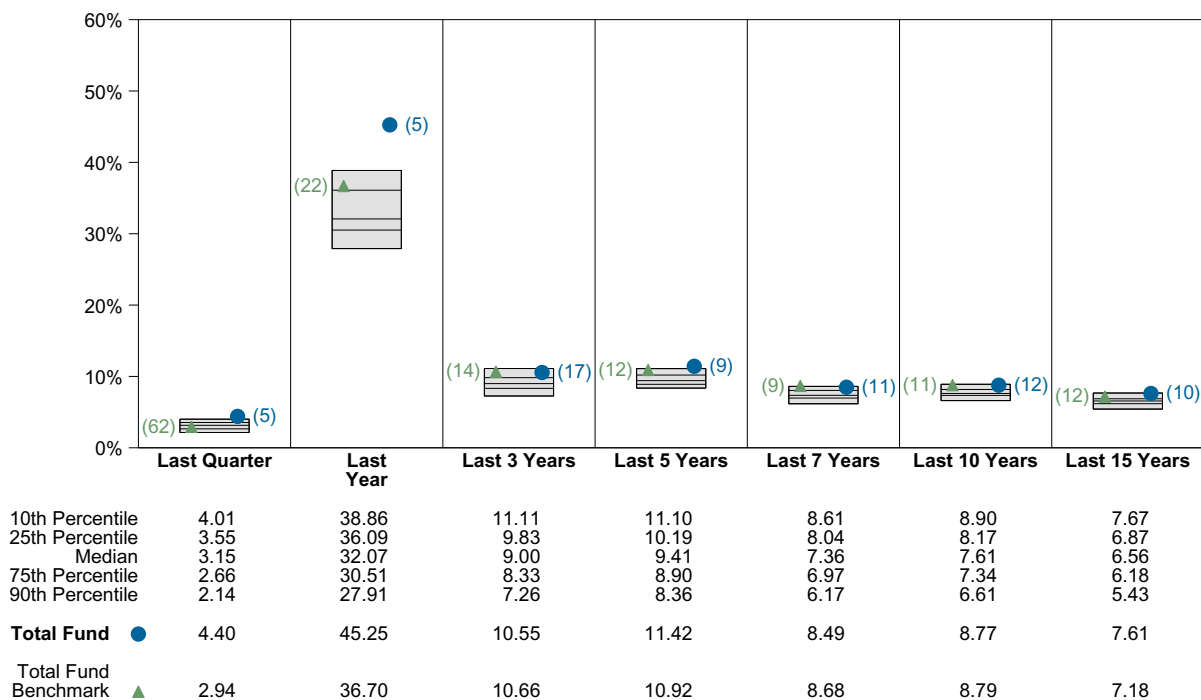 60%
50%
40%
30%
20%
10%
0%
(62) (5)
(22) (5)
(14) (17)
(12) (9)
(9) (11)
(11) (12)
(12) (10)
Last Quarter Last Year Last 3 Years Last 5 Years Last 7 Years Last 10 Years Last 15 Years
10th Percentile 4.01 38.86 11.11 11.10 8.61 8.90 7.67
25th Percentile 3.55 36.09 9.83 10.19 8.04 8.17 6.87
Median 3.15 32.07 9.00 9.41 7.36 7.61 6.56
75th Percentile 2.66 30.51 8.33 8.90 6.97 7.34 6.18
90th Percentile 2.14 27.91 7.26 8.36 6.17 6.61 5.43
Total Fund 4.40 45.25 10.55 11.42 8.49 8.77 7.61
Total Fund
Benchmark 2.94 36.70 10.66 10.92 8.68 8.79 7.18